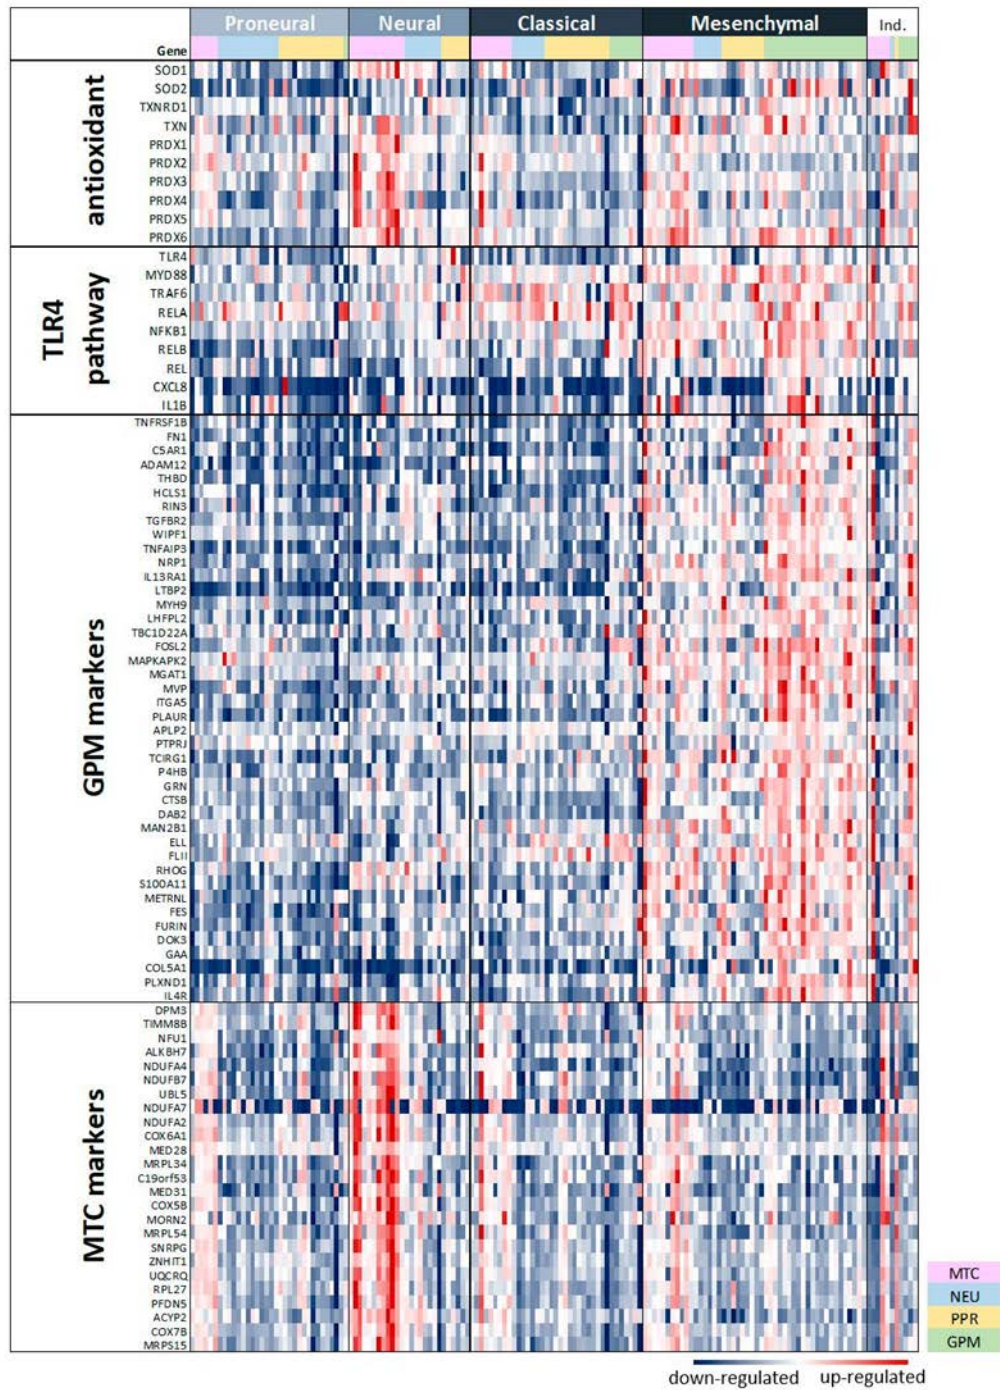 Proneural Neural Classical Mesenchymal Ind.
Gene
antioxidant
SOD1
SOD2
TXNRD1
TXN
PRDX1
PRDX2
PRDX3
PRDX4
PRDX5
PRDX6
TLR4
pathway
TLR4
MYD88
TRAF6
RELA
NFKB1
RELB
REL
CXCL8
IL1B
GPM markers
TNFRSF1B
FN1
C5AR1
ADAM12
THBD
HCLS1
RIN3
TGFBR2
WIPF1
TNFAIP3
NRP1
IL13RA1
LTBP2
MYH9
LHFPL2
TBC1D22A
FOSL2
MAPKAPK2
MGAT1
MVP
ITGA5
PLAUR
APLP2
PTPRJ
TCIRG1
P4HB
GRN
CTSB
DAB2
MAN2B1
ELL
FLII
RHOG
S100A11
METRNL
FES
FURIN
DOK3
GAA
COL5A1
PLXND1
IL4R
MTC markers
DPM3
TIMM8B
NFU1
ALKBH7
NDUFA4
NDUFB7
UBL5
NDUFA7
NDUFA2
COX6A1
MED28
MRPL34
C19orf53
MED31
COX5B
MORN2
MRPL54
SNRPG
ZNHIT1
UQCRQ
RPL27
PFDN5
ACYP2
COX7B
MRPS15
MTC
NEU
PPR
GPM
down-regulated up-regulated